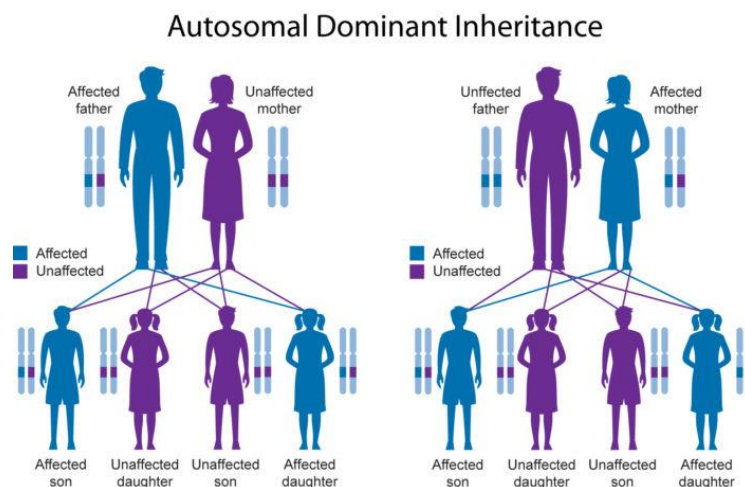 Autosomal Dominant Inheritance
Affected
father
Unaffected
mother
Affected
Unaffected
Affected
son
Unaffected
daughter
Unaffected
son
Affected
daughter
Unffected
father
Affected
mother
Affected
Unaffected
Affected
son
Unaffected
daughter
Unaffected
son
Affected
daughter